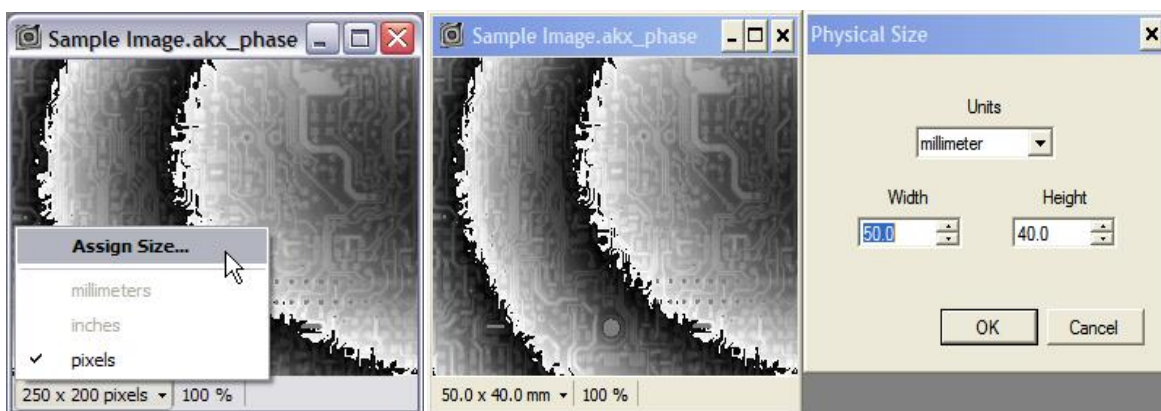 Sample Image.akx_phase
Assign Size...
millimeters
inches
pixels
250 x 200 pixels
100 %
Sample Image.akx_phase
50.0 x 40.0 mm
100 %
Physical Size
Units
millimeter
Width
Height
50.0
40.0
OK
Cancel